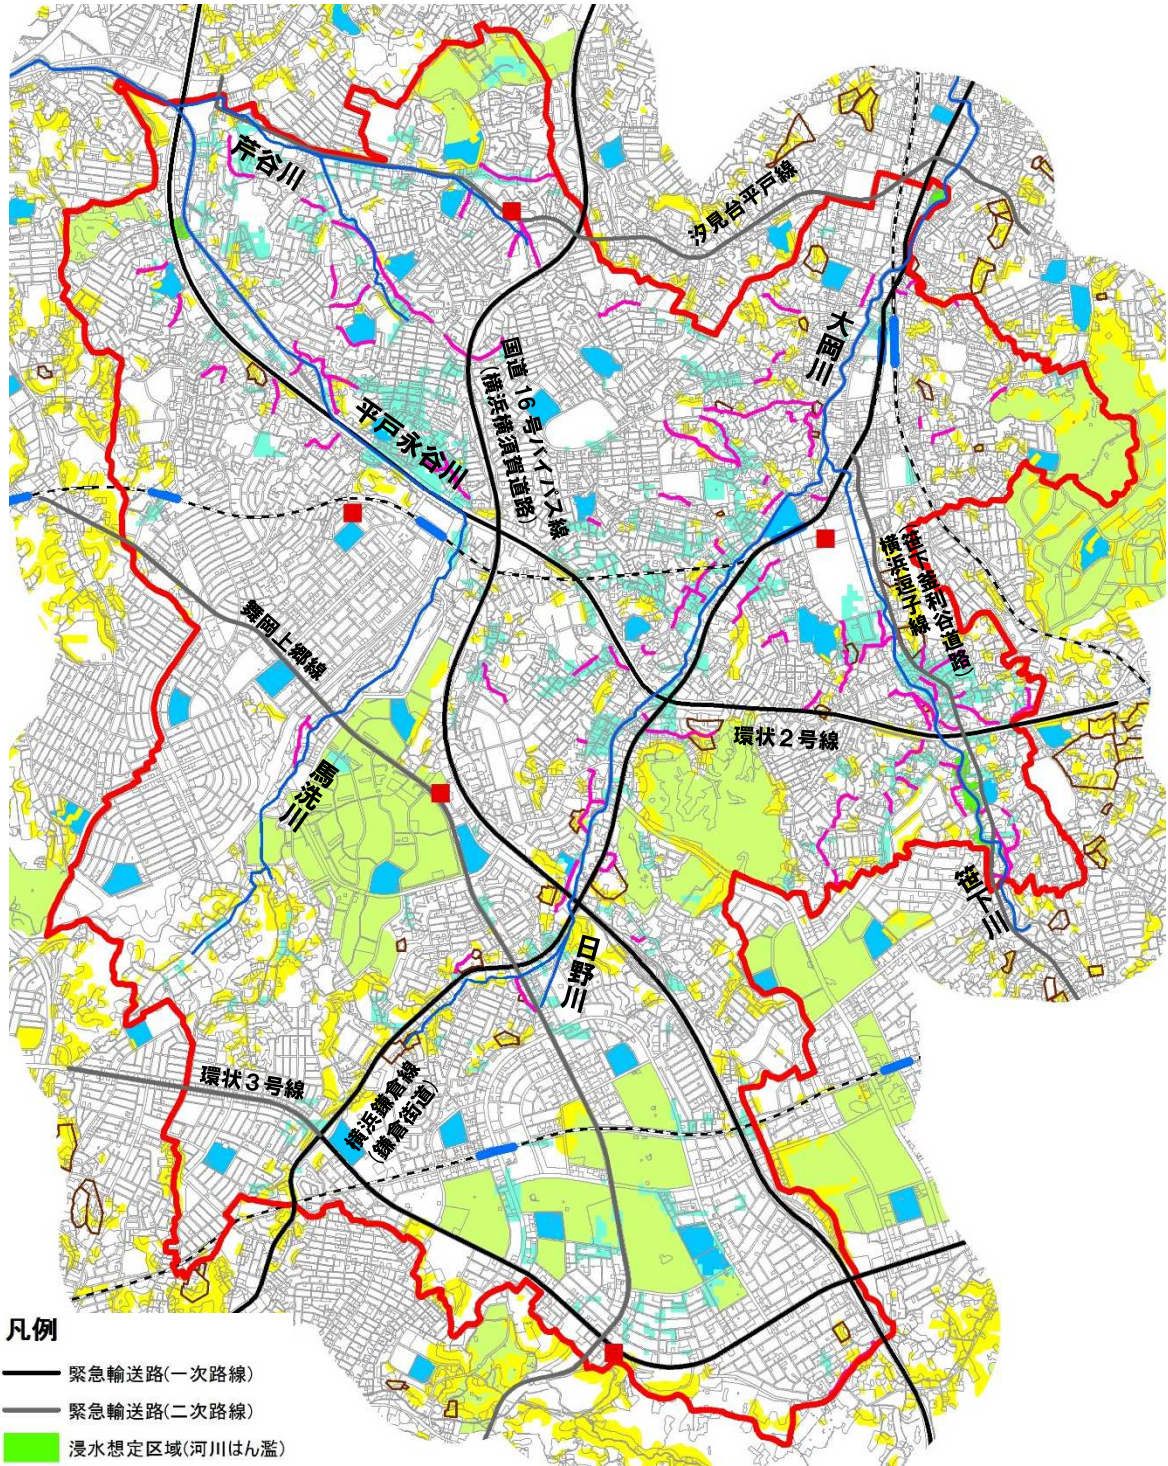 芹谷川
汐見台平戸線
大岡川
国道16号バイパス線
(横浜横須賀道路)
平戸永谷川
横浜逗子線
(笹下釜利谷道路)
舞岡上郷線
環状2号線
馬洗川
笹下川
日野川
環状3号線
横浜鎌倉線
(鎌倉街道)
凡例
緊急輸送路(一次路線)
緊急輸送路(二次路線)
浸水想定区域(河川はん濫)